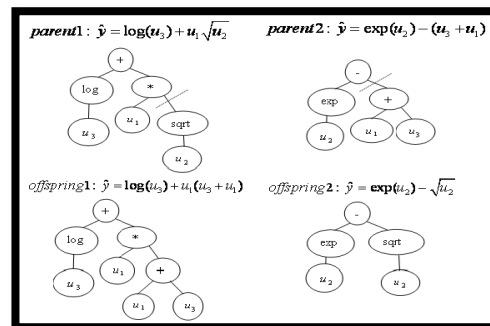 parent1: ŷ = log(u₃) + u₁√u₂
+
log
*
u₃
u₁
sqrt
u₂
parent2: ŷ = exp(u₂) − (u₃ + u₁)
-
exp
+
u₂
u₁
u₃
offspring1: ŷ = log(u₃) + u₁(u₃ + u₁)
+
log
*
u₃
u₁
+
u₁
u₃
offspring2: ŷ = exp(u₂) − √u₂
-
exp
sqrt
u₂
u₂